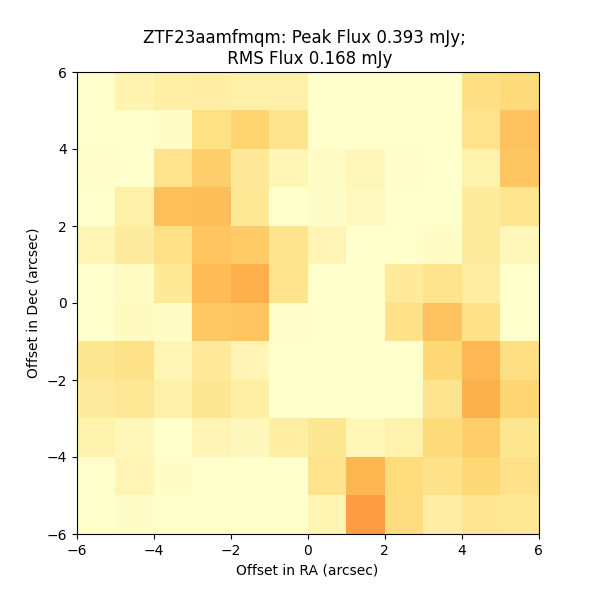 ZTF23aamfmqm: Peak Flux 0.393 mJy;
RMS Flux 0.168 mJy
6
4
2
0
−2
−4
−6
Offset in Dec (arcsec)
−6 −4 −2 0 2 4 6
Offset in RA (arcsec)